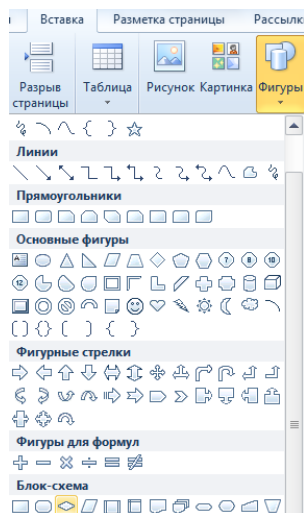 Вставка Разметка страницы Рассылк
Разрыв страницы Таблица Рисунок Картинка Фигуры
Линии
Прямоугольники
Основные фигуры
Фигурные стрелки
Фигуры для формул
Блок-схема